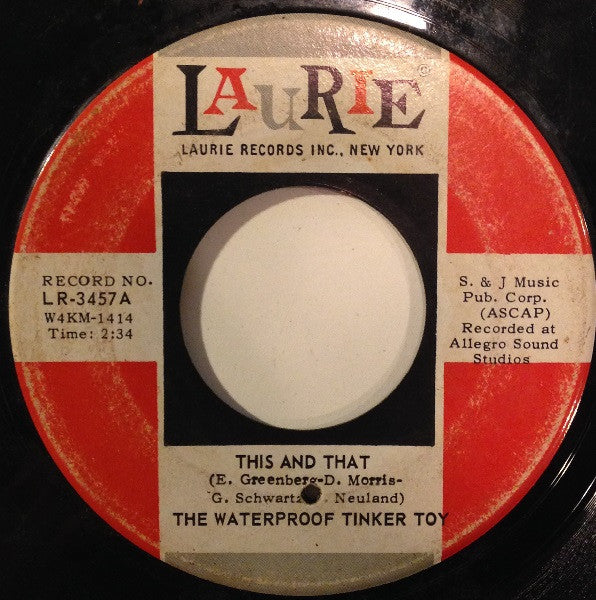 LAURIE®
LAURIE RECORDS INC., NEW YORK
RECORD NO.
LR-3457A
W4KM-1414
Time: 2:34
S. & J Music
Pub. Corp.
(ASCAP)
Recorded at
Allegro Sound
Studios
THIS AND THAT
(E. Greenberg-D. Morris-
G. Schwartz Neuland)
THE WATERPROOF TINKER TOY